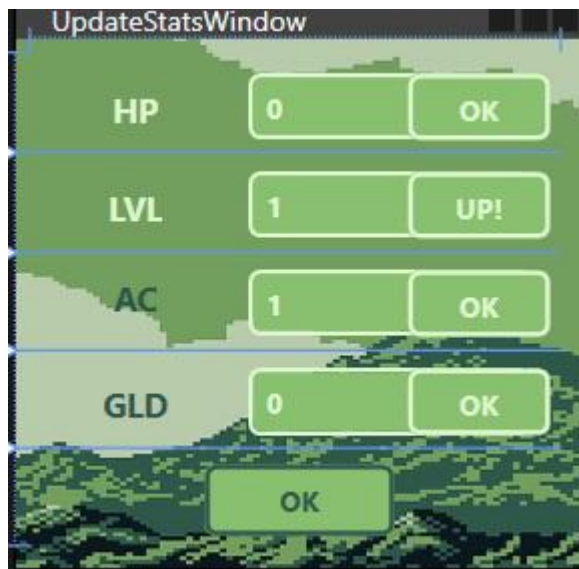 UpdateStatsWindow
HP 0 OK
LVL 1 UP!
AC 1 OK
GLD 0 OK
OK